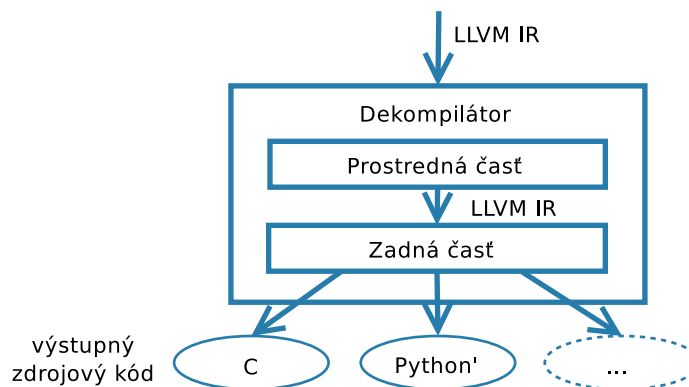 LLVM IR
Dekompilátor
Prostredná časť
LLVM IR
Zadná časť
výstupný
zdrojový kód
C
Python'
...